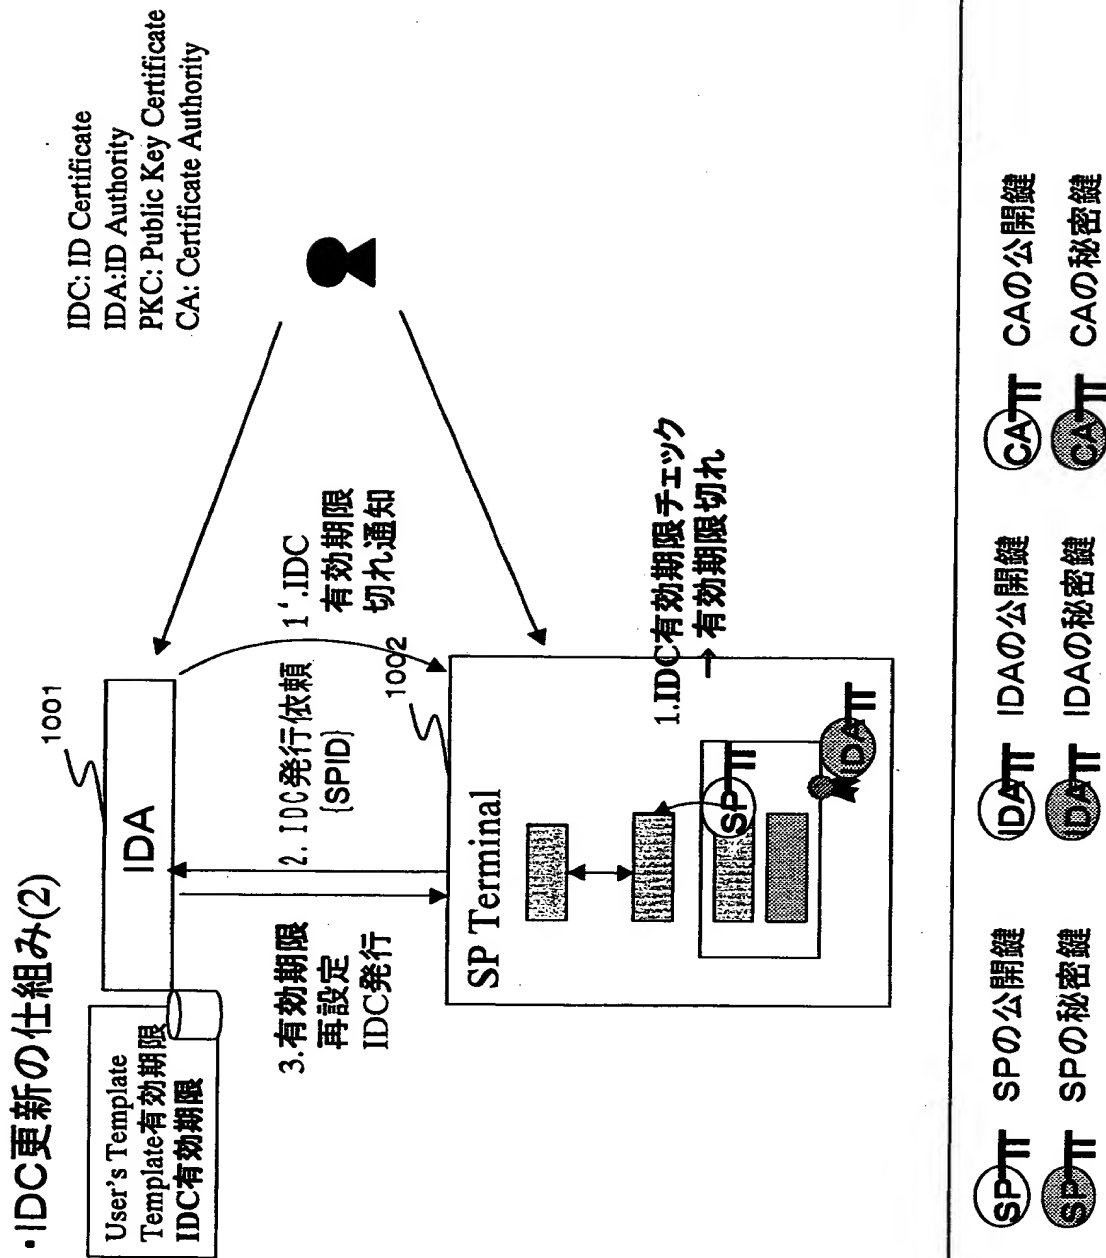 ・IDC更新の仕組み(2)
IDC: ID Certificate
IDA:ID Authority
PKC: Public Key Certificate
CA: Certificate Authority
User's Template
Template有効期限
IDC有効期限
IDA
1001
3.有効期限
再設定
IDC発行
2. IDC発行依頼
{SPID}
1'.IDC
有効期限
切れ通知
1002
SP Terminal
1.IDC有効期限チェック
→有効期限切れ
SP
IDA
SP
SPの公開鍵
IDA
IDAの公開鍵
CA
CAの公開鍵
SP
SPの秘密鍵
IDA
IDAの秘密鍵
CA
CAの秘密鍵